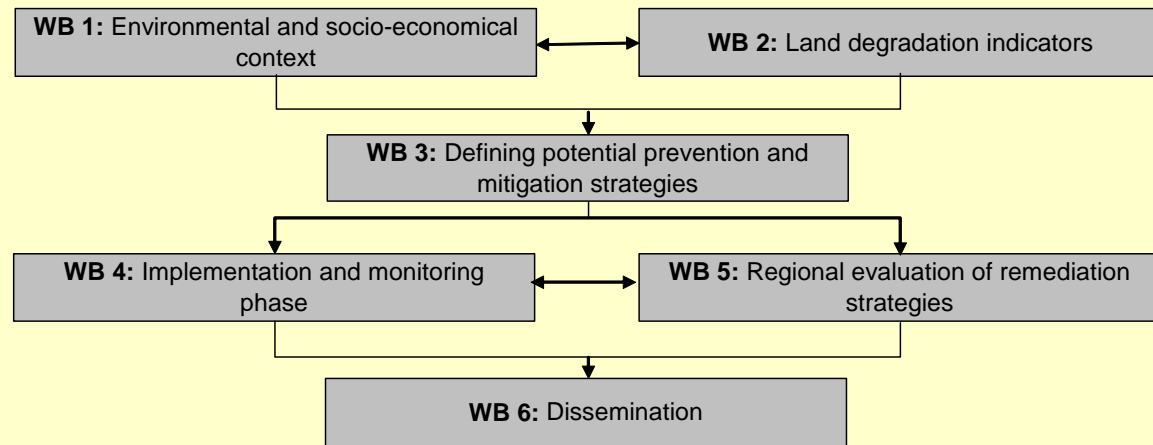 WB 1: Environmental and socio-economical
context
WB 2: Land degradation indicators
WB 3: Defining potential prevention and
mitigation strategies
WB 4: Implementation and monitoring
phase
WB 5: Regional evaluation of remediation
strategies
WB 6: Dissemination